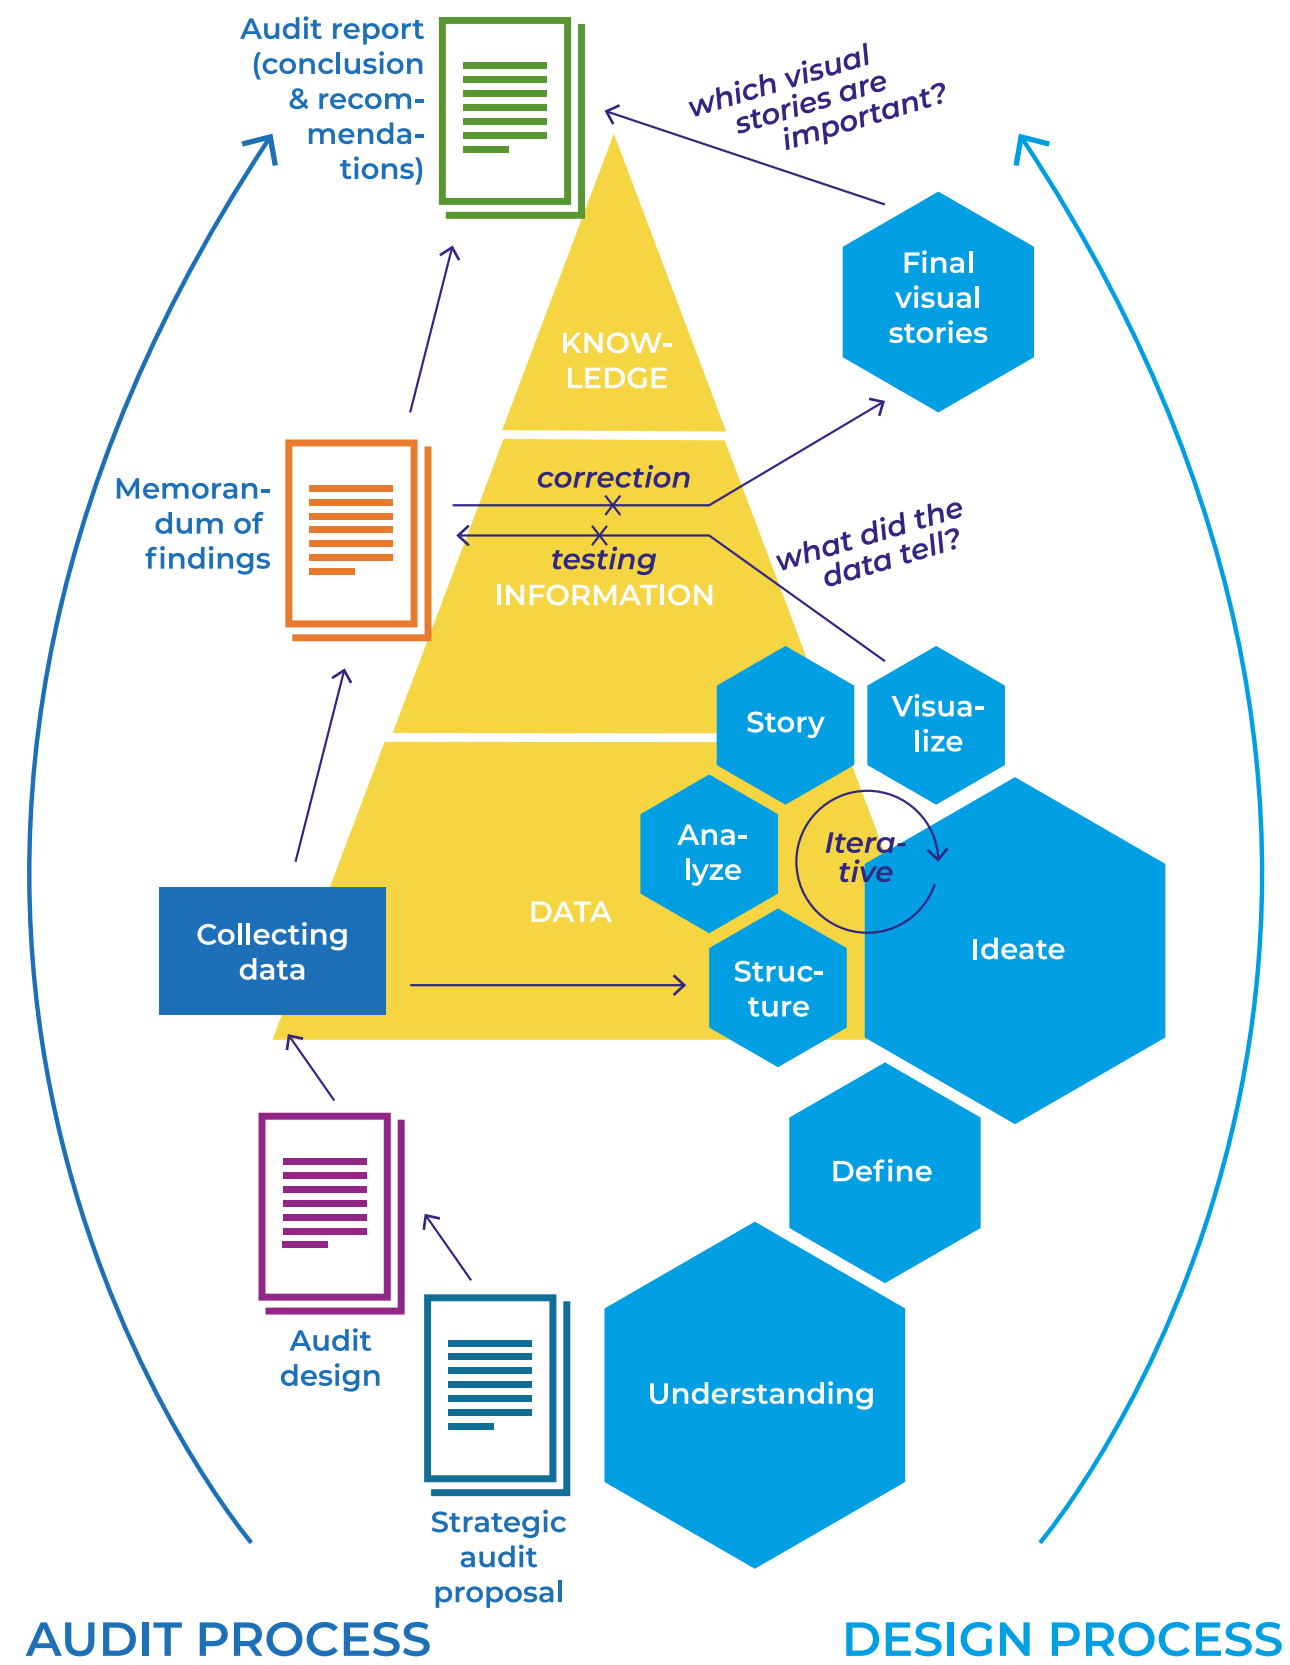 Audit report
(conclusion
& recom-
menda-
tions)
which visual
stories are
important?
Final
visual
stories
KNOW-
LEDGE
Memoran-
dum of
findings
correction
testing
INFORMATION
what did the
data tell?
Story
Visua-
lize
Ana-
lyze
Itera-
tive
DATA
Collecting
data
Struc-
ture
Ideate
Define
Audit
design
Understanding
Strategic
audit
proposal
AUDIT PROCESS
DESIGN PROCESS